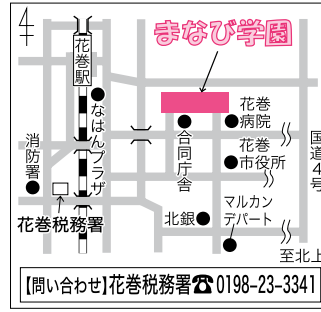 まなび学園
花巻駅
なはんプラザ
花巻病院
合同庁舎
花巻市役所
国道4号
消防署
花巻税務署
北銀
マルカンデパート
至北上
【問い合わせ】花巻税務署☎0198-23-3341